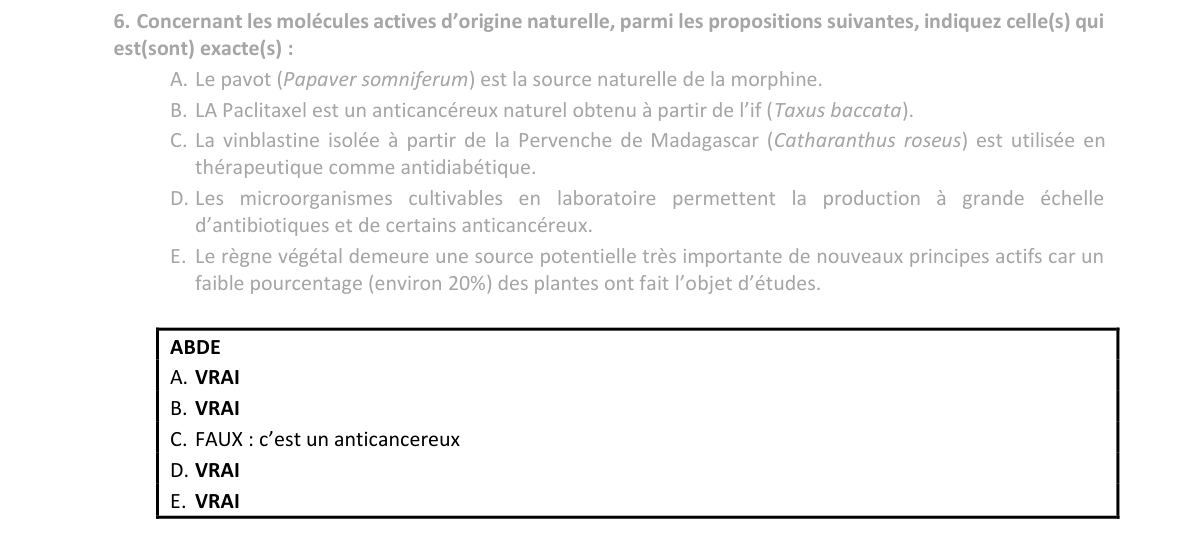 6. Concernant les molécules actives d’origine naturelle, parmi les propositions suivantes, indiquez celle(s) qui
est(sont) exacte(s) :
A. Le pavot (Papaver somniferum) est la source naturelle de la morphine.
B. LA Paclitaxel est un anticancéreux naturel obtenu à partir de l’if (Taxus baccata).
C. La vinblastine isolée à partir de la Pervenche de Madagascar (Catharanthus roseus) est utilisée en
thérapeutique comme antidiabétique.
D. Les microorganismes cultivables en laboratoire permettent la production à grande échelle
d’antibiotiques et de certains anticancéreux.
E. Le règne végétal demeure une source potentielle très importante de nouveaux principes actifs car un
faible pourcentage (environ 20%) des plantes ont fait l’objet d’études.
ABDE
A. VRAI
B. VRAI
C. FAUX : c’est un anticancereux
D. VRAI
E. VRAI